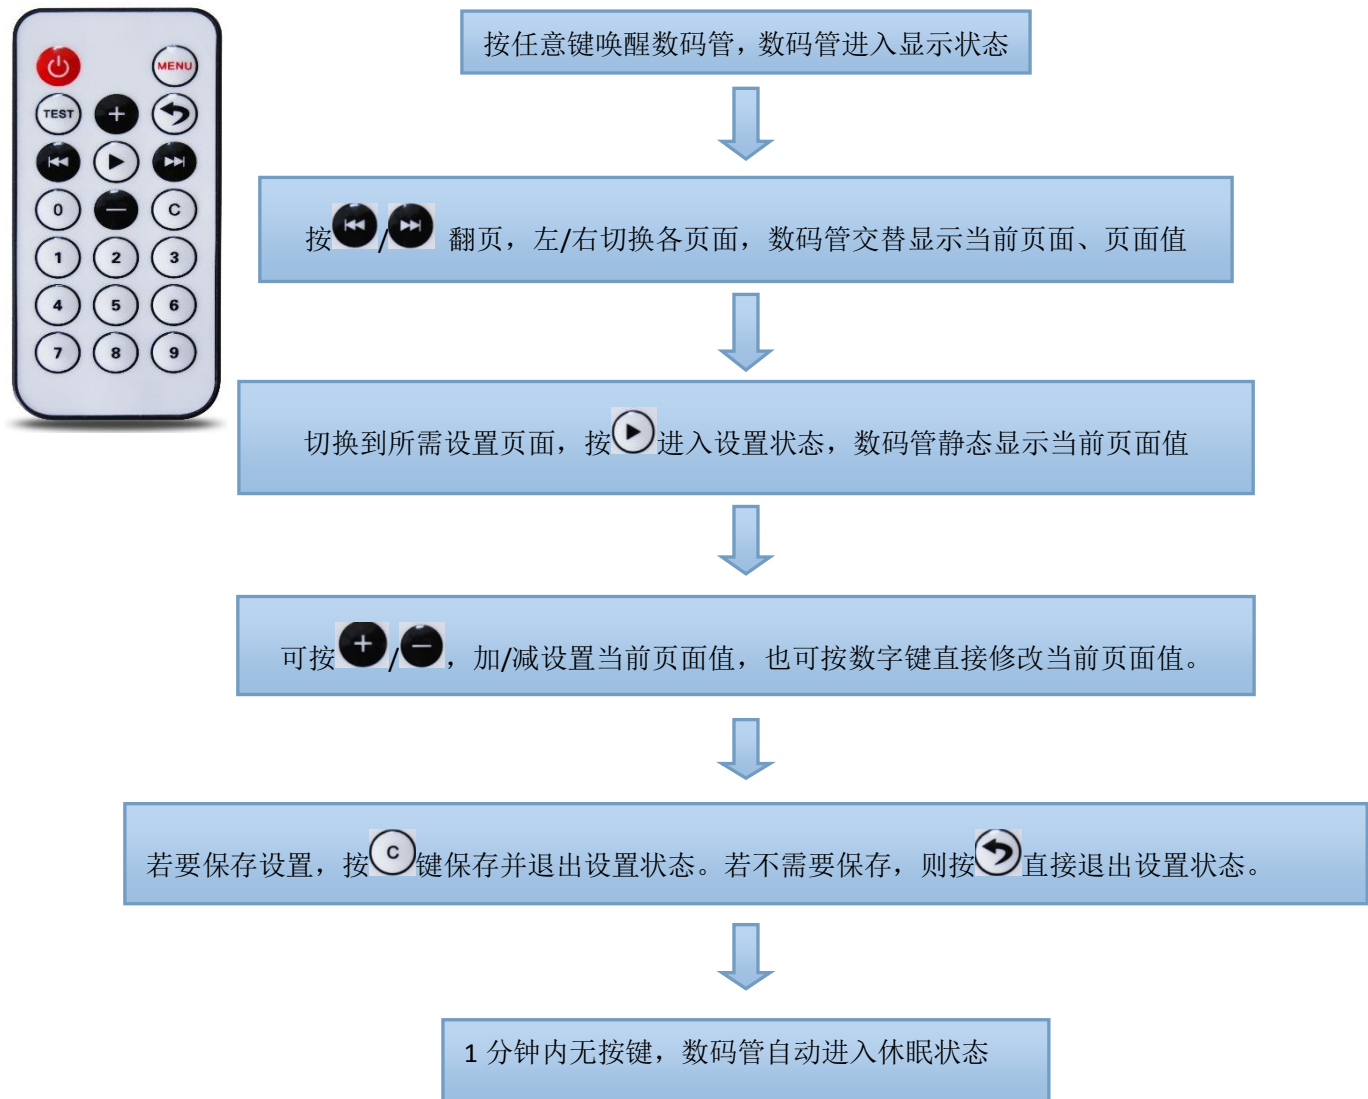 MENU
TEST
0
C
1 2 3
4 5 6
7 8 9
按任意键唤醒数码管，数码管进入显示状态
按/ 翻页，左/右切换各页面，数码管交替显示当前页面、页面值
切换到所需设置页面，按进入设置状态，数码管静态显示当前页面值
可按/，加/减设置当前页面值，也可按数字键直接修改当前页面值。
若要保存设置，按C键保存并退出设置状态。若不需要保存，则按直接退出设置状态。
1 分钟内无按键，数码管自动进入休眠状态